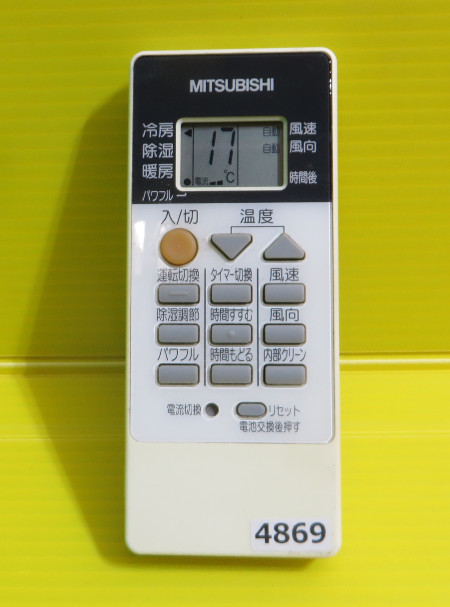 MITSUBISHI
冷房 自動 風速
除湿 17 自動 風向
暖房 電流 ℃ 時間後
パワフル
入/切 温度
運転切換 タイマー切換 風速
除湿調節 時間すすむ 風向
パワフル 時間もどる 内部クリーン
電流切換 リセット
電池交換後押す
4869